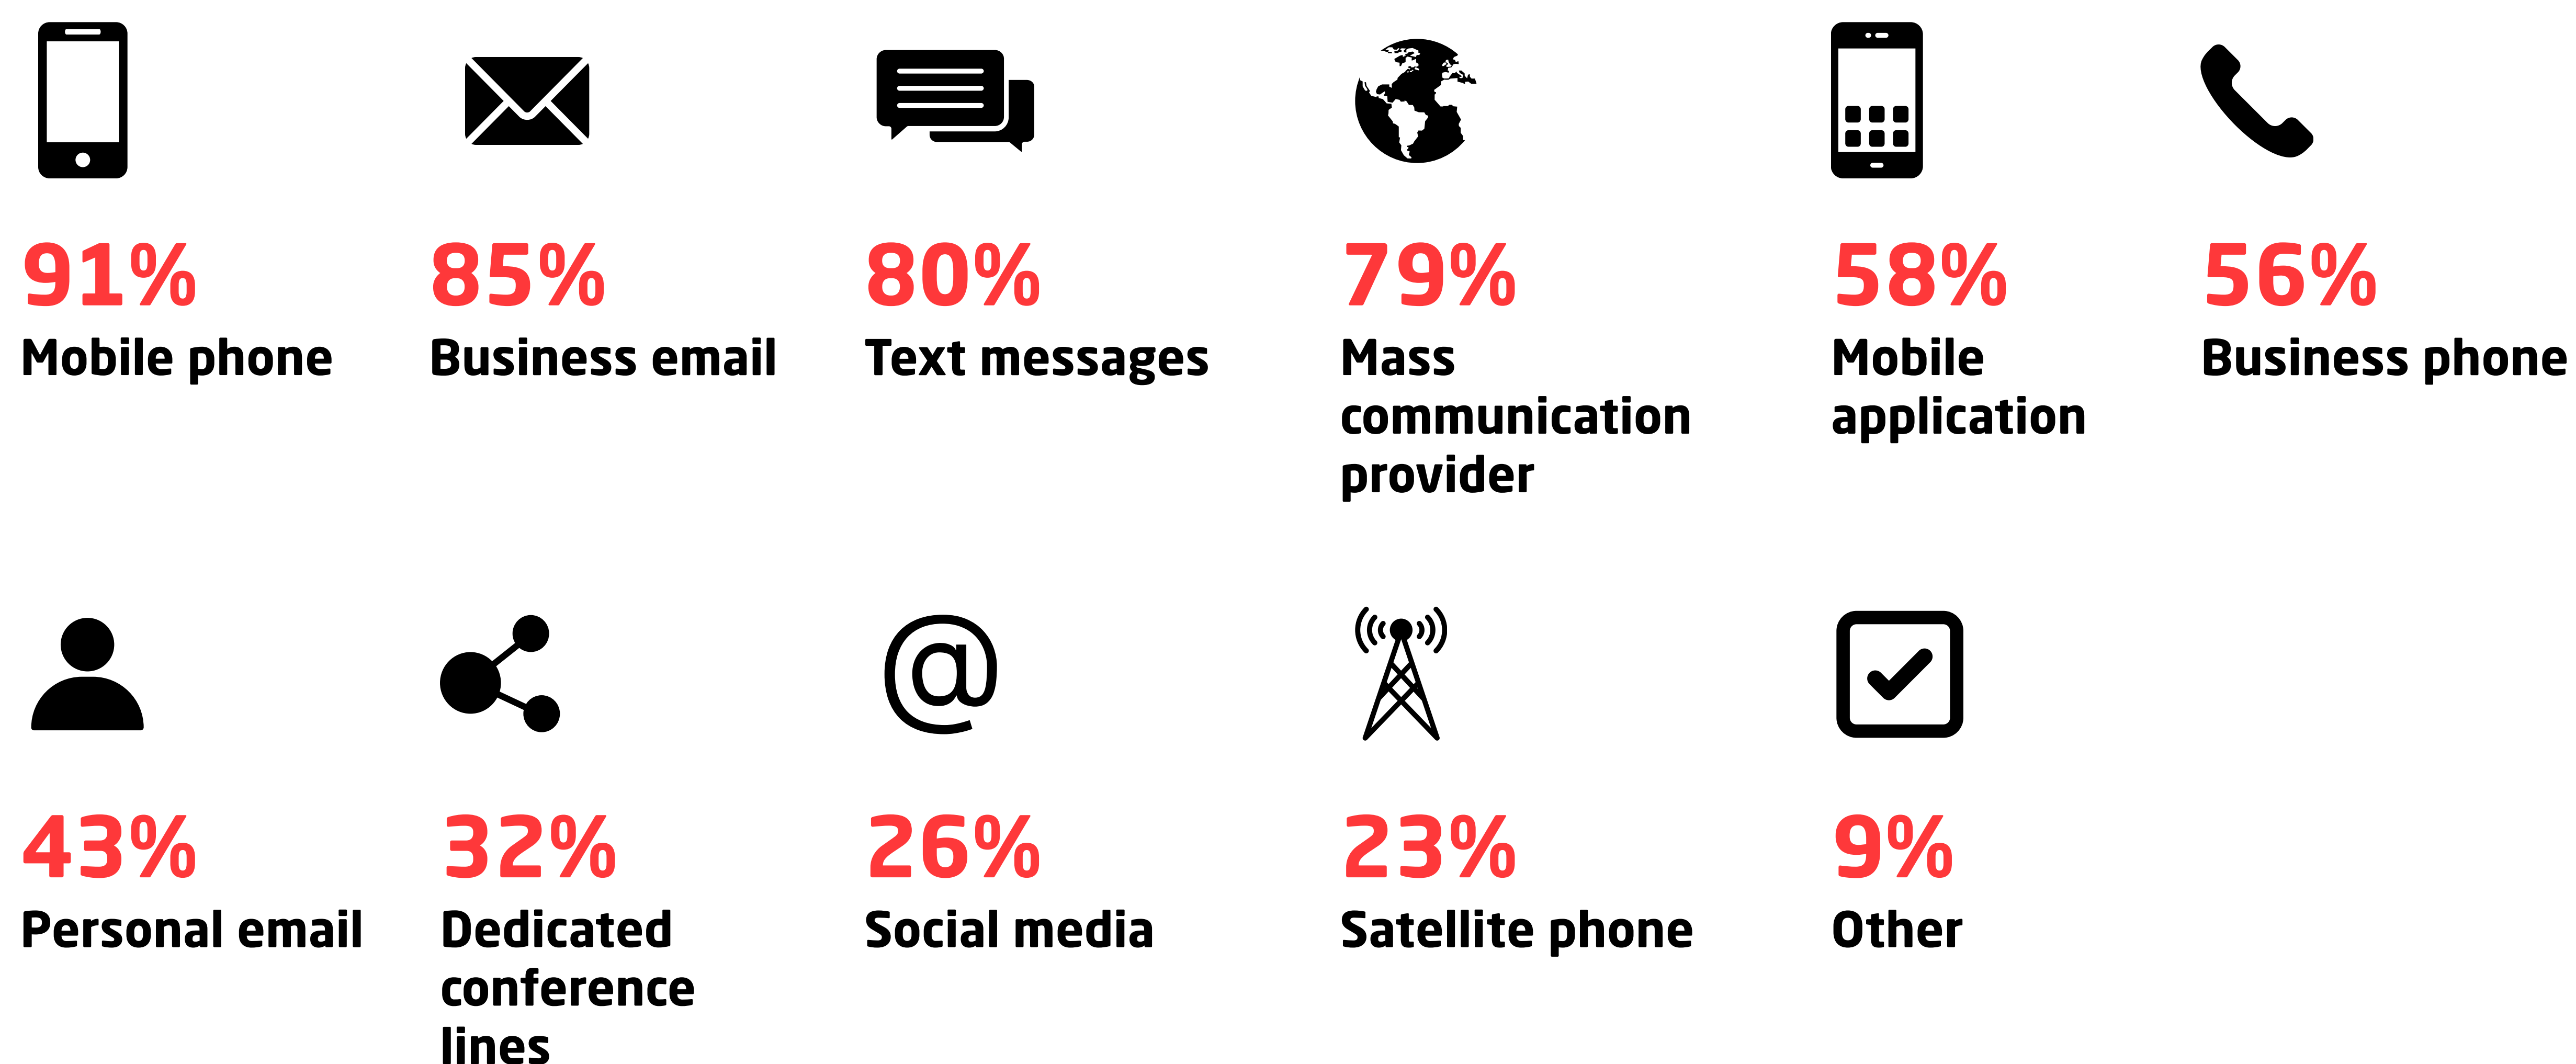 91%
85%
80%
79%
58%
56%
Mobile phone
Business email
Text messages
Mass
communication
provider
Mobile
application
Business phone
@
43%
32%
26%
23%
9%
Personal email
Dedicated
conference
lines
Social media
Satellite phone
Other